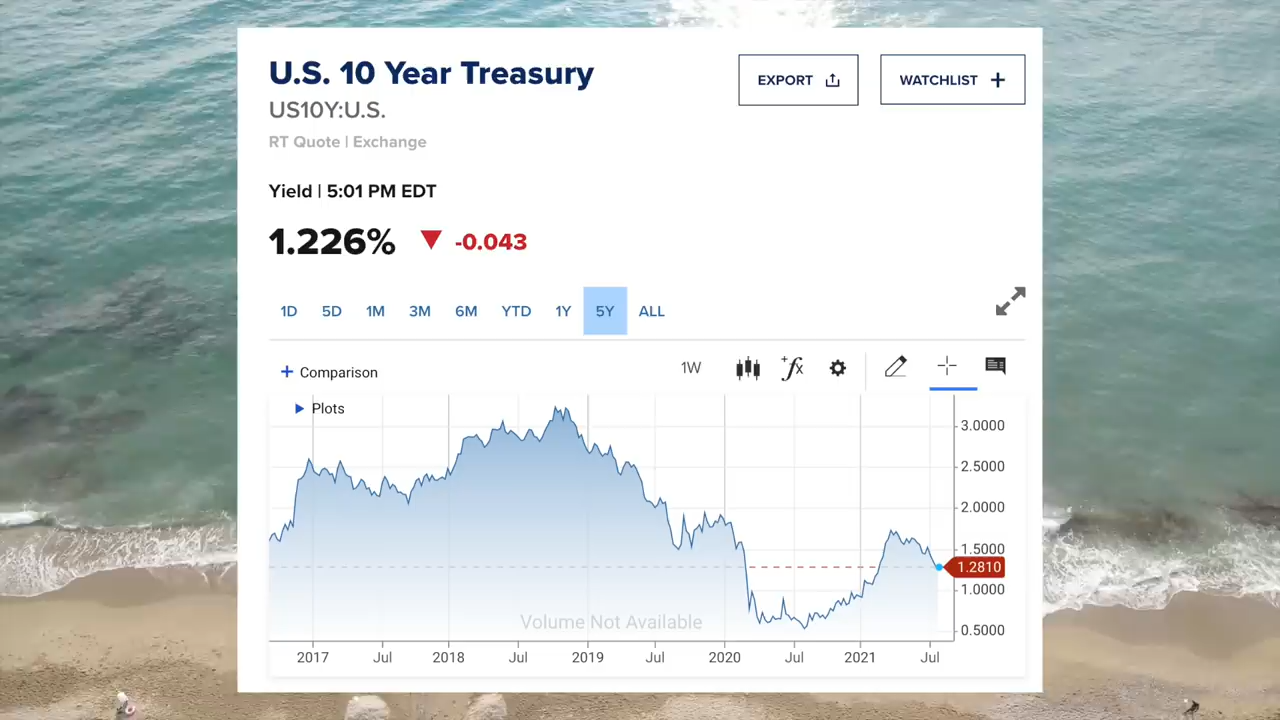 U.S. 10 Year Treasury
EXPORT
WATCHLIST +
US10Y:U.S.
RT Quote | Exchange
Yield | 5:01 PM EDT
1.226% ▼ -0.043
1D 5D 1M 3M 6M YTD 1Y 5Y ALL
+ Comparison
1W
+fx
Plots
3.0000
2.5000
2.0000
1.5000
1.2810
1.0000
0.5000
Volume Not Available
2017 Jul 2018 Jul 2019 Jul 2020 Jul 2021 Jul